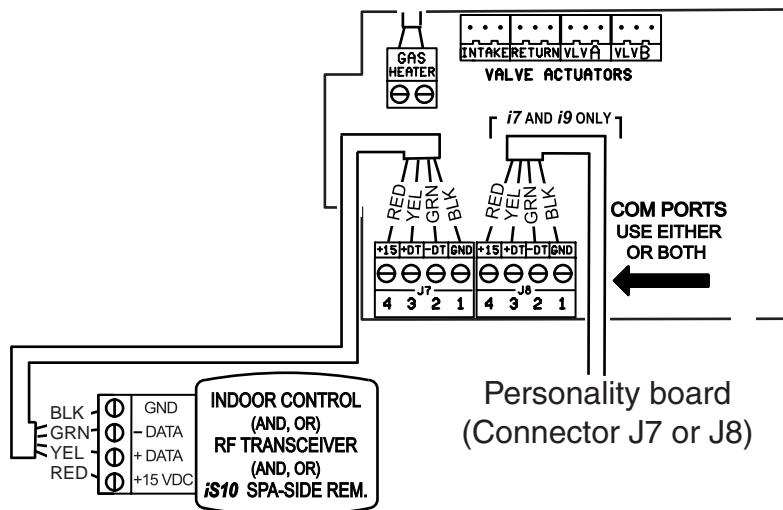 GAS
HEATER
INTAKE RETURN VLVA VLVB
VALVE ACTUATORS
i7 AND i9 ONLY
RED YEL GRN BLK
RED YEL GRN BLK
COM PORTS
USE EITHER
OR BOTH
+15 +DT -DT GND
+15 +DT -DT GND
J7
J8
4 3 2 1
4 3 2 1
Personality board
(Connector J7 or J8)
BLK GND
GRN – DATA
YEL + DATA
RED +15 VDC
INDOOR CONTROL
(AND, OR)
RF TRANSCEIVER
(AND, OR)
iS10 SPA-SIDE REM.